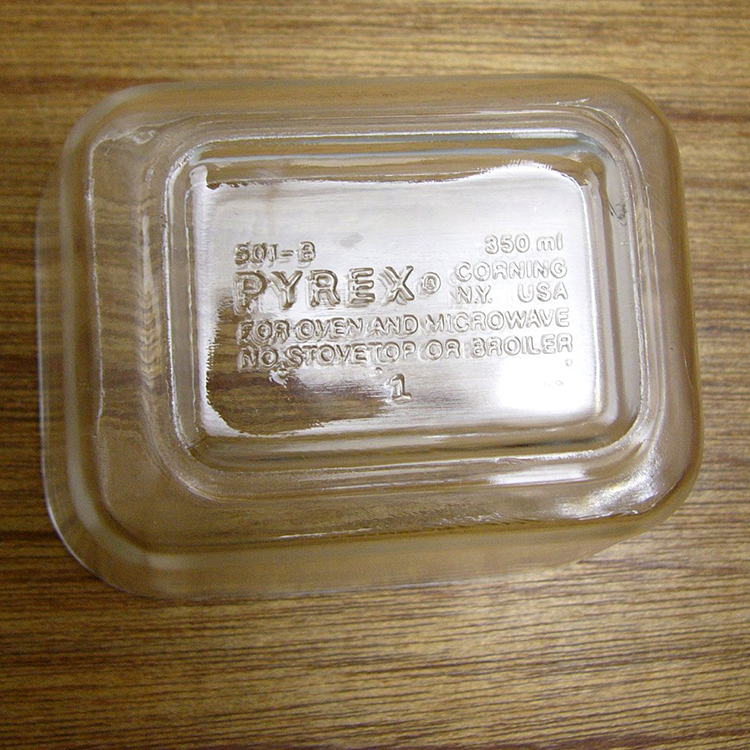 501-B 350 ml
PYREX® CORNING
N.Y. USA
FOR OVEN AND MICROWAVE
NO STOVETOP OR BROILER
1